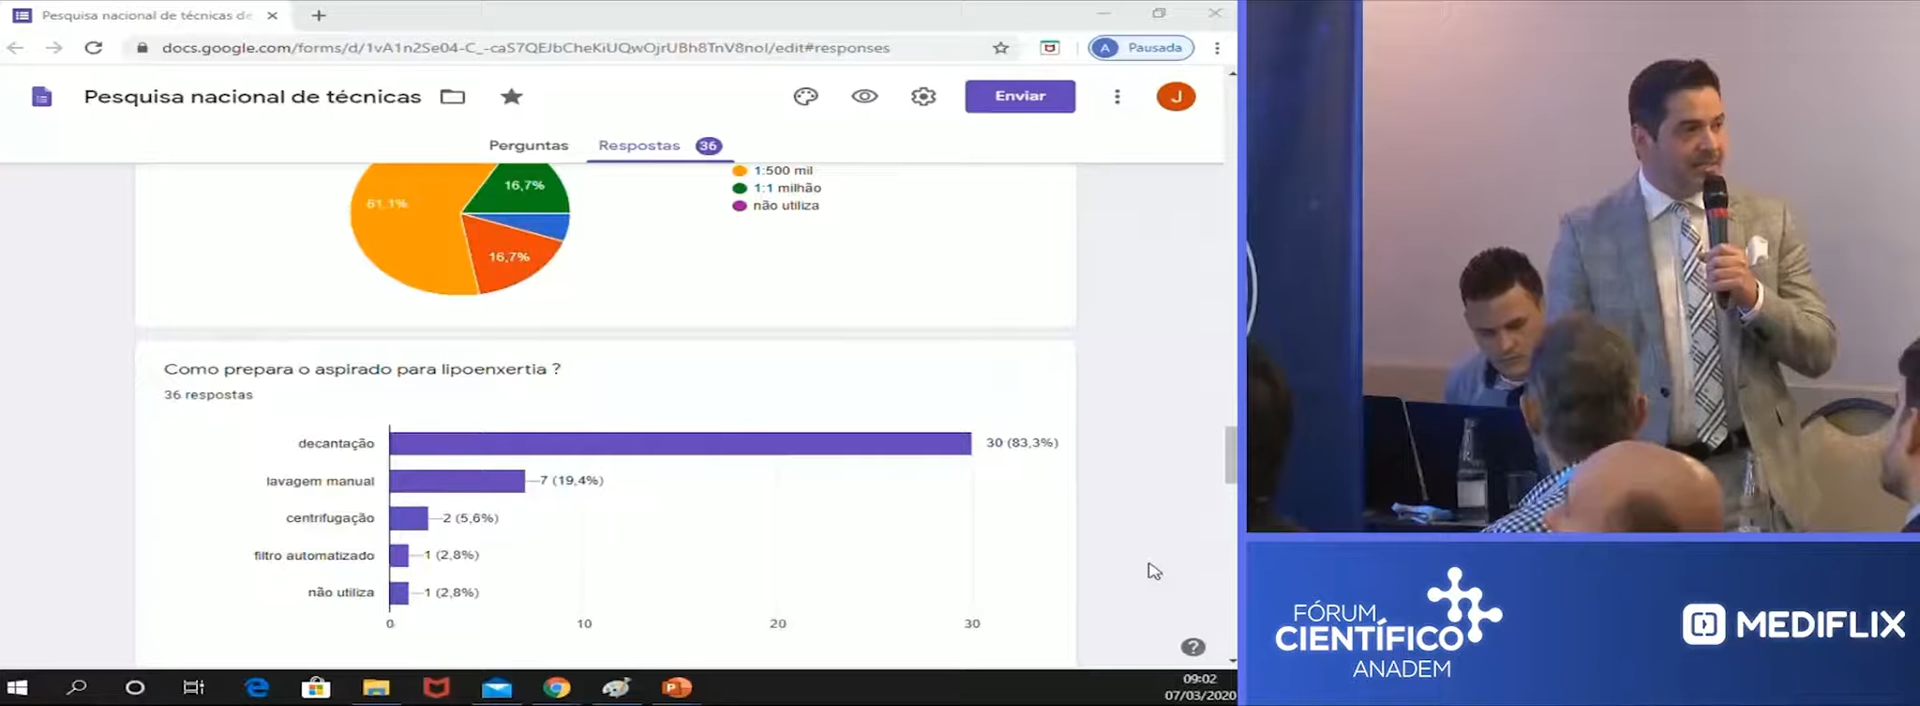 Pesquisa nacional de técnicas de
docs.google.com/forms/d/1vA1n2Se04-C_-caS7QEJbCheKiUQwOjrUBh8TnV8noI/edit#responses
A Pausada
Pesquisa nacional de técnicas
Enviar
J
Perguntas
Respostas 36
61,1%
16,7%
16,7%
1:500 mil
1:1 milhão
não utiliza
Como prepara o aspirado para lipoenxertia ?
36 respostas
decantação 30 (83,3%)
lavagem manual 7 (19,4%)
centrifugação 2 (5,6%)
filtro automatizado 1 (2,8%)
não utiliza 1 (2,8%)
0 10 20 30
09:02
07/03/2020
FÓRUM
CIENTÍFICO
ANADEM
MEDIFLIX